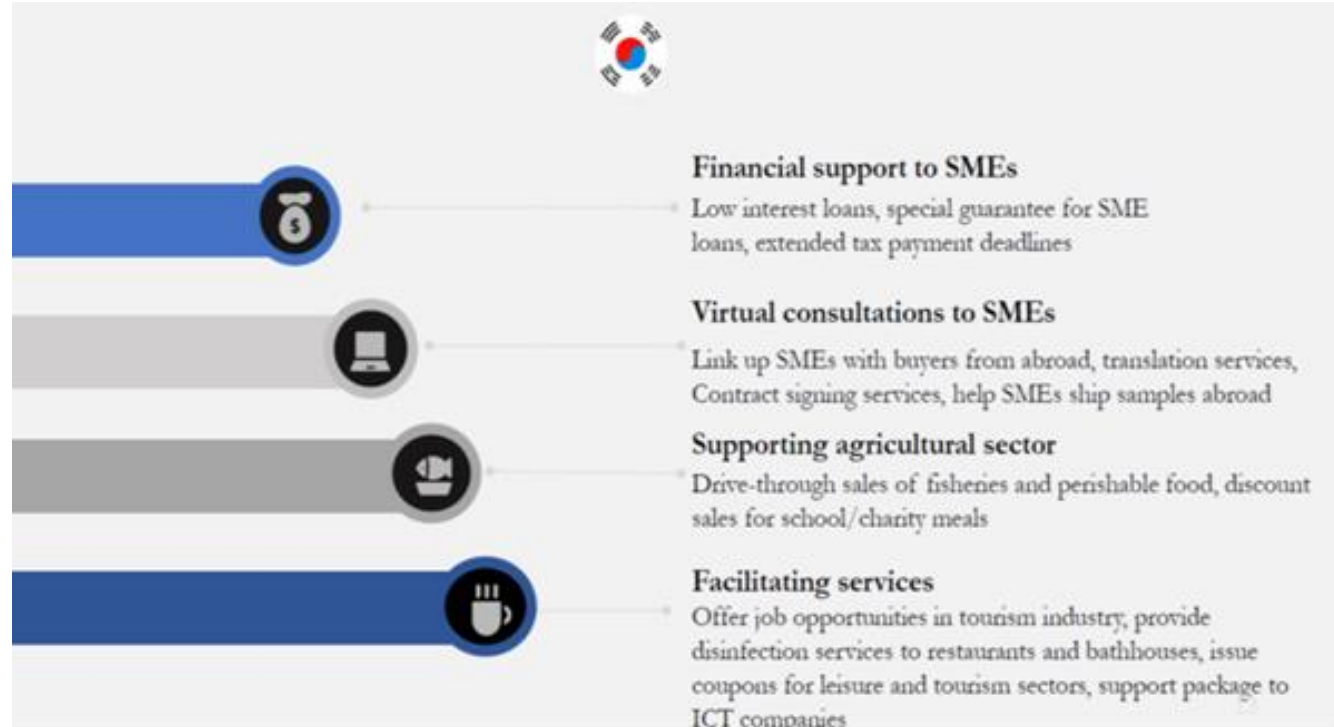 Financial support to SMEs
Low interest loans, special guarantee for SME
loans, extended tax payment deadlines
Virtual consultations to SMEs
Link up SMEs with buyers from abroad, translation services,
Contract signing services, help SMEs ship samples abroad
Supporting agricultural sector
Drive-through sales of fisheries and perishable food, discount
sales for school/charity meals
Facilitating services
Offer job opportunities in tourism industry, provide
disinfection services to restaurants and bathhouses, issue
coupons for leisure and tourism sectors, support package to
ICT companies